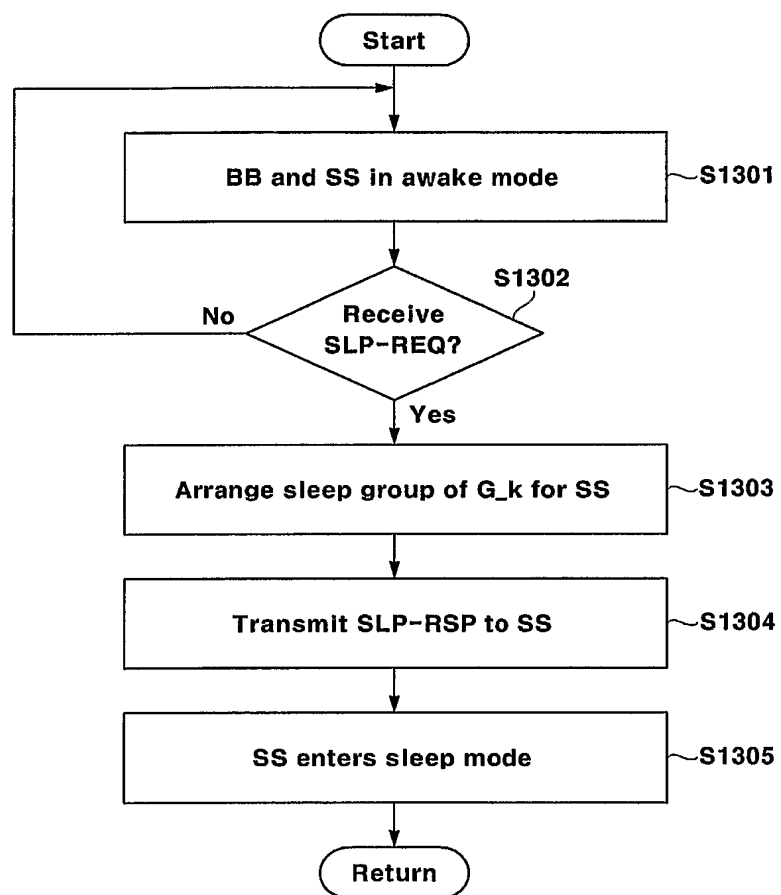 Start
BB and SS in awake mode
S1301
S1302
No
Receive
SLP-REQ?
Yes
Arrange sleep group of G_k for SS
S1303
Transmit SLP-RSP to SS
S1304
SS enters sleep mode
S1305
Return